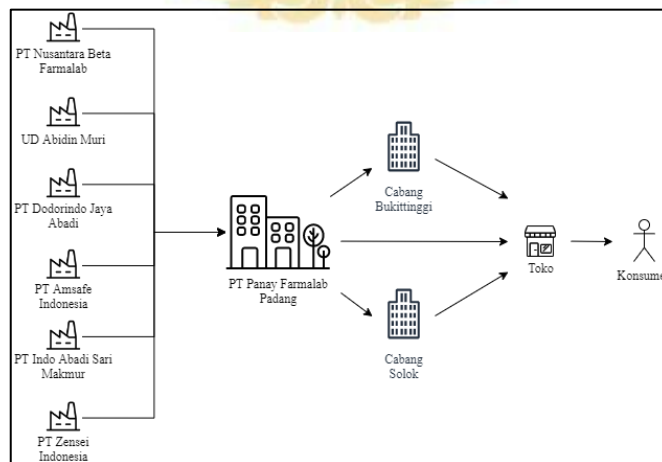 PT Nusantara Beta
Farmalab
UD Abidin Muri
PT Dodorindo Jaya
Abadi
PT Amsafe
Indonesia
PT Indo Abadi Sari
Makmur
PT Zensei
Indonesia
PT Panay Farmalab
Padang
Cabang
Bukittinggi
Cabang
Solok
Toko
Konsume